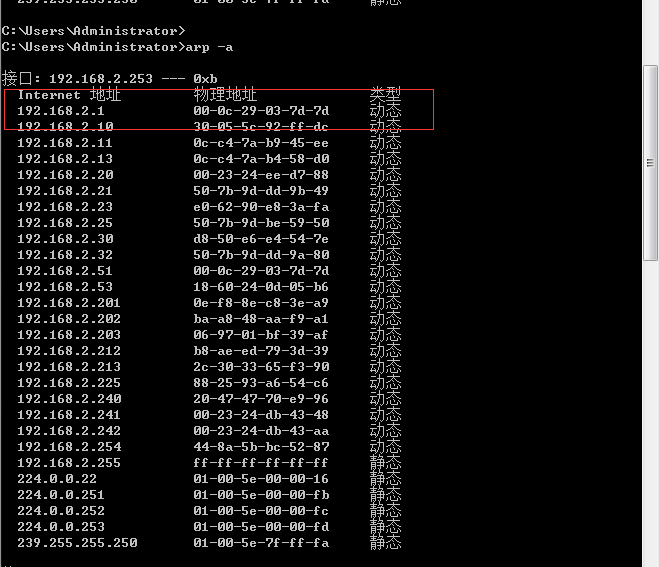 C:\Users\Administrator>
C:\Users\Administrator>arp -a
接口: 192.168.2.253 --- 0xb
Internet 地址 物理地址 类型
192.168.2.1 00-0c-29-03-7d-7d 动态
192.168.2.10 30-05-5c-92-ff-dc 动态
192.168.2.11 0c-c4-7a-b9-45-ee 动态
192.168.2.13 0c-c4-7a-b4-58-d0 动态
192.168.2.20 00-23-24-ee-d7-88 动态
192.168.2.21 50-7b-9d-dd-9b-49 动态
192.168.2.23 e0-62-90-e8-3a-fa 动态
192.168.2.25 50-7b-9d-be-59-50 动态
192.168.2.30 d8-50-e6-e4-54-7e 动态
192.168.2.32 50-7b-9d-dd-9a-80 动态
192.168.2.51 00-0c-29-03-7d-7d 动态
192.168.2.53 18-60-24-0d-05-b6 动态
192.168.2.201 0e-f8-8e-c8-3e-a9 动态
192.168.2.202 ba-a8-48-aa-f9-a1 动态
192.168.2.203 06-97-01-bf-39-af 动态
192.168.2.212 b8-ae-ed-79-3d-39 动态
192.168.2.213 2c-30-33-65-f3-90 动态
192.168.2.225 88-25-93-a6-54-c6 动态
192.168.2.240 20-47-47-70-e9-96 动态
192.168.2.241 00-23-24-db-43-48 动态
192.168.2.242 00-23-24-db-43-aa 动态
192.168.2.254 44-8a-5b-bc-52-87 动态
192.168.2.255 ff-ff-ff-ff-ff-ff 静态
224.0.0.22 01-00-5e-00-00-16 静态
224.0.0.251 01-00-5e-00-00-fb 静态
224.0.0.252 01-00-5e-00-00-fc 静态
224.0.0.253 01-00-5e-00-00-fd 静态
239.255.255.250 01-00-5e-7f-ff-fa 静态